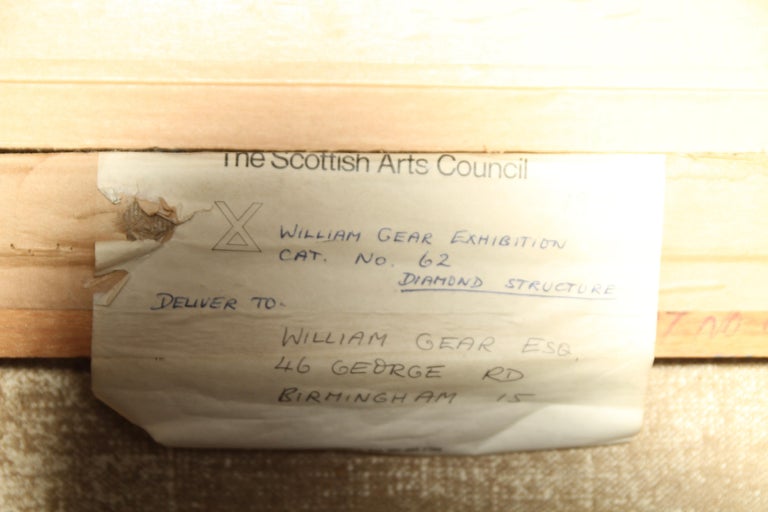 The Scottish Arts Council
WILLIAM GEAR EXHIBITION
CAT. NO. 62
DIAMOND STRUCTURE
DELIVER TO-
WILLIAM GEAR ESQ.
46 GEORGE RD
BIRMINGHAM 15